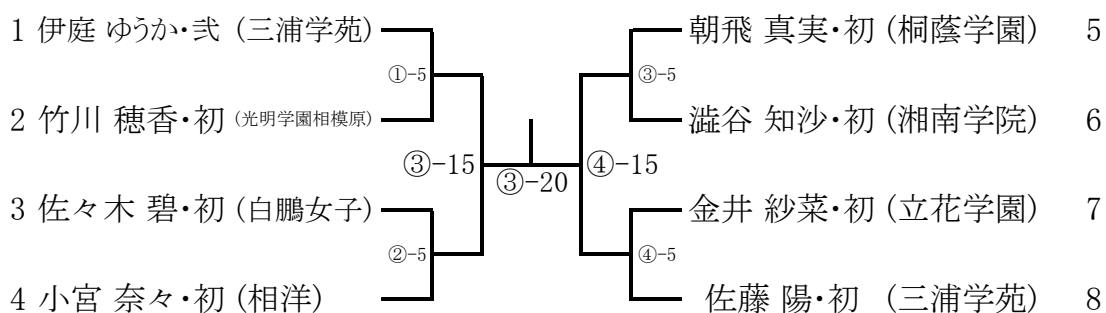 1 伊庭 ゆうか・弐 (三浦学苑)
①-5
2 竹川 穂香・初 (光明学園相模原)
③-15
3 佐々木 碧・初 (白鵬女子)
②-5
4 小宮 奈々・初 (相洋)
③-20
朝飛 真実・初 (桐蔭学園) 5
③-5
澁谷 知沙・初 (湘南学院) 6
④-15
金井 紗菜・初 (立花学園) 7
④-5
佐藤 陽・初 (三浦学苑) 8